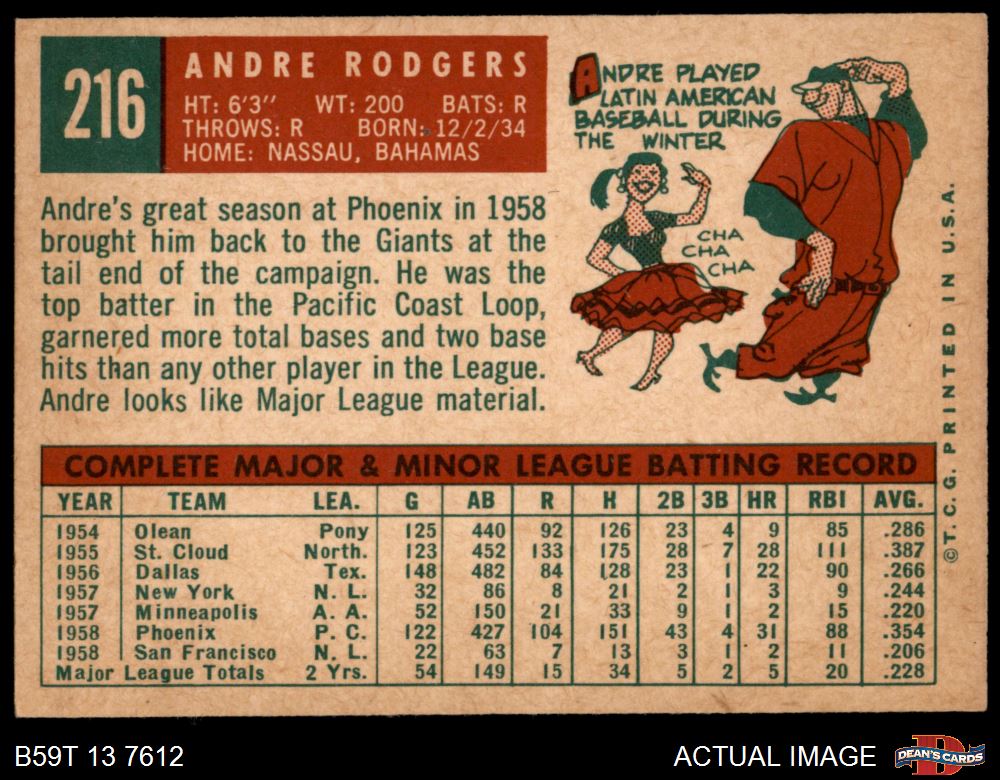 216
ANDRE RODGERS
HT: 6'3" WT: 200 BATS: R
THROWS: R BORN: 12/2/34
HOME: NASSAU, BAHAMAS
ANDRE PLAYED
LATIN AMERICAN
BASEBALL DURING
THE WINTER
CHA
CHA
CHA
Andre's great season at Phoenix in 1958
brought him back to the Giants at the
tail end of the campaign. He was the
top batter in the Pacific Coast Loop,
garnered more total bases and two base
hits than any other player in the League.
Andre looks like Major League material.
COMPLETE MAJOR & MINOR LEAGUE BATTING RECORD
YEAR TEAM LEA. G AB R H 2B 3B HR RBI AVG.
1954 Olean Pony 125 440 92 126 23 4 9 85 .286
1955 St. Cloud North. 123 452 133 175 28 7 28 111 .387
1956 Dallas Tex. 148 482 84 128 23 1 22 90 .266
1957 New York N. L. 32 86 8 21 2 1 3 9 .244
1957 Minneapolis A. A. 52 150 21 33 9 1 2 15 .220
1958 Phoenix P. C. 122 427 104 151 43 4 31 88 .354
1958 San Francisco N. L. 22 63 7 13 3 1 2 11 .206
Major League Totals 2 Yrs. 54 149 15 34 5 2 5 20 .228
©T.C.G. PRINTED IN U.S.A.
B59T 13 7612
ACTUAL IMAGE
D
DEAN'S CARDS